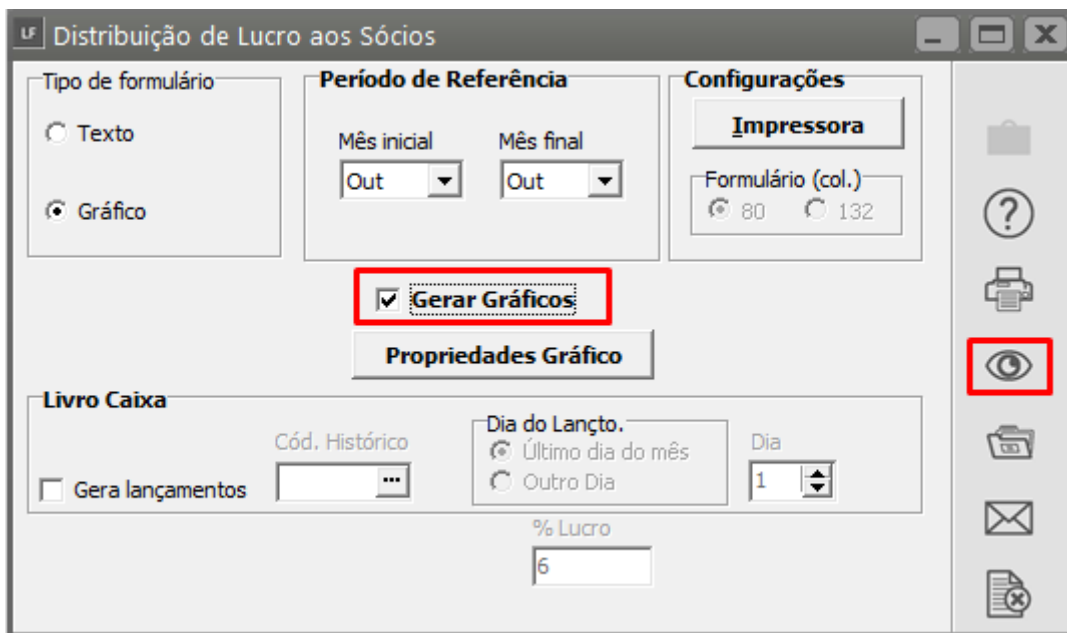 LF Distribuição de Lucro aos Sócios
Tipo de formulário
Texto
Gráfico
Período de Referência
Mês inicial
Mês final
Out
Out
Configurações
Impressora
Formulário (col.)
80
132
Gerar Gráficos
Propriedades Gráfico
Livro Caixa
Gera lançamentos
Cód. Histórico
...
Dia do Lançto.
Último dia do mês
Outro Dia
Dia
1
% Lucro
6